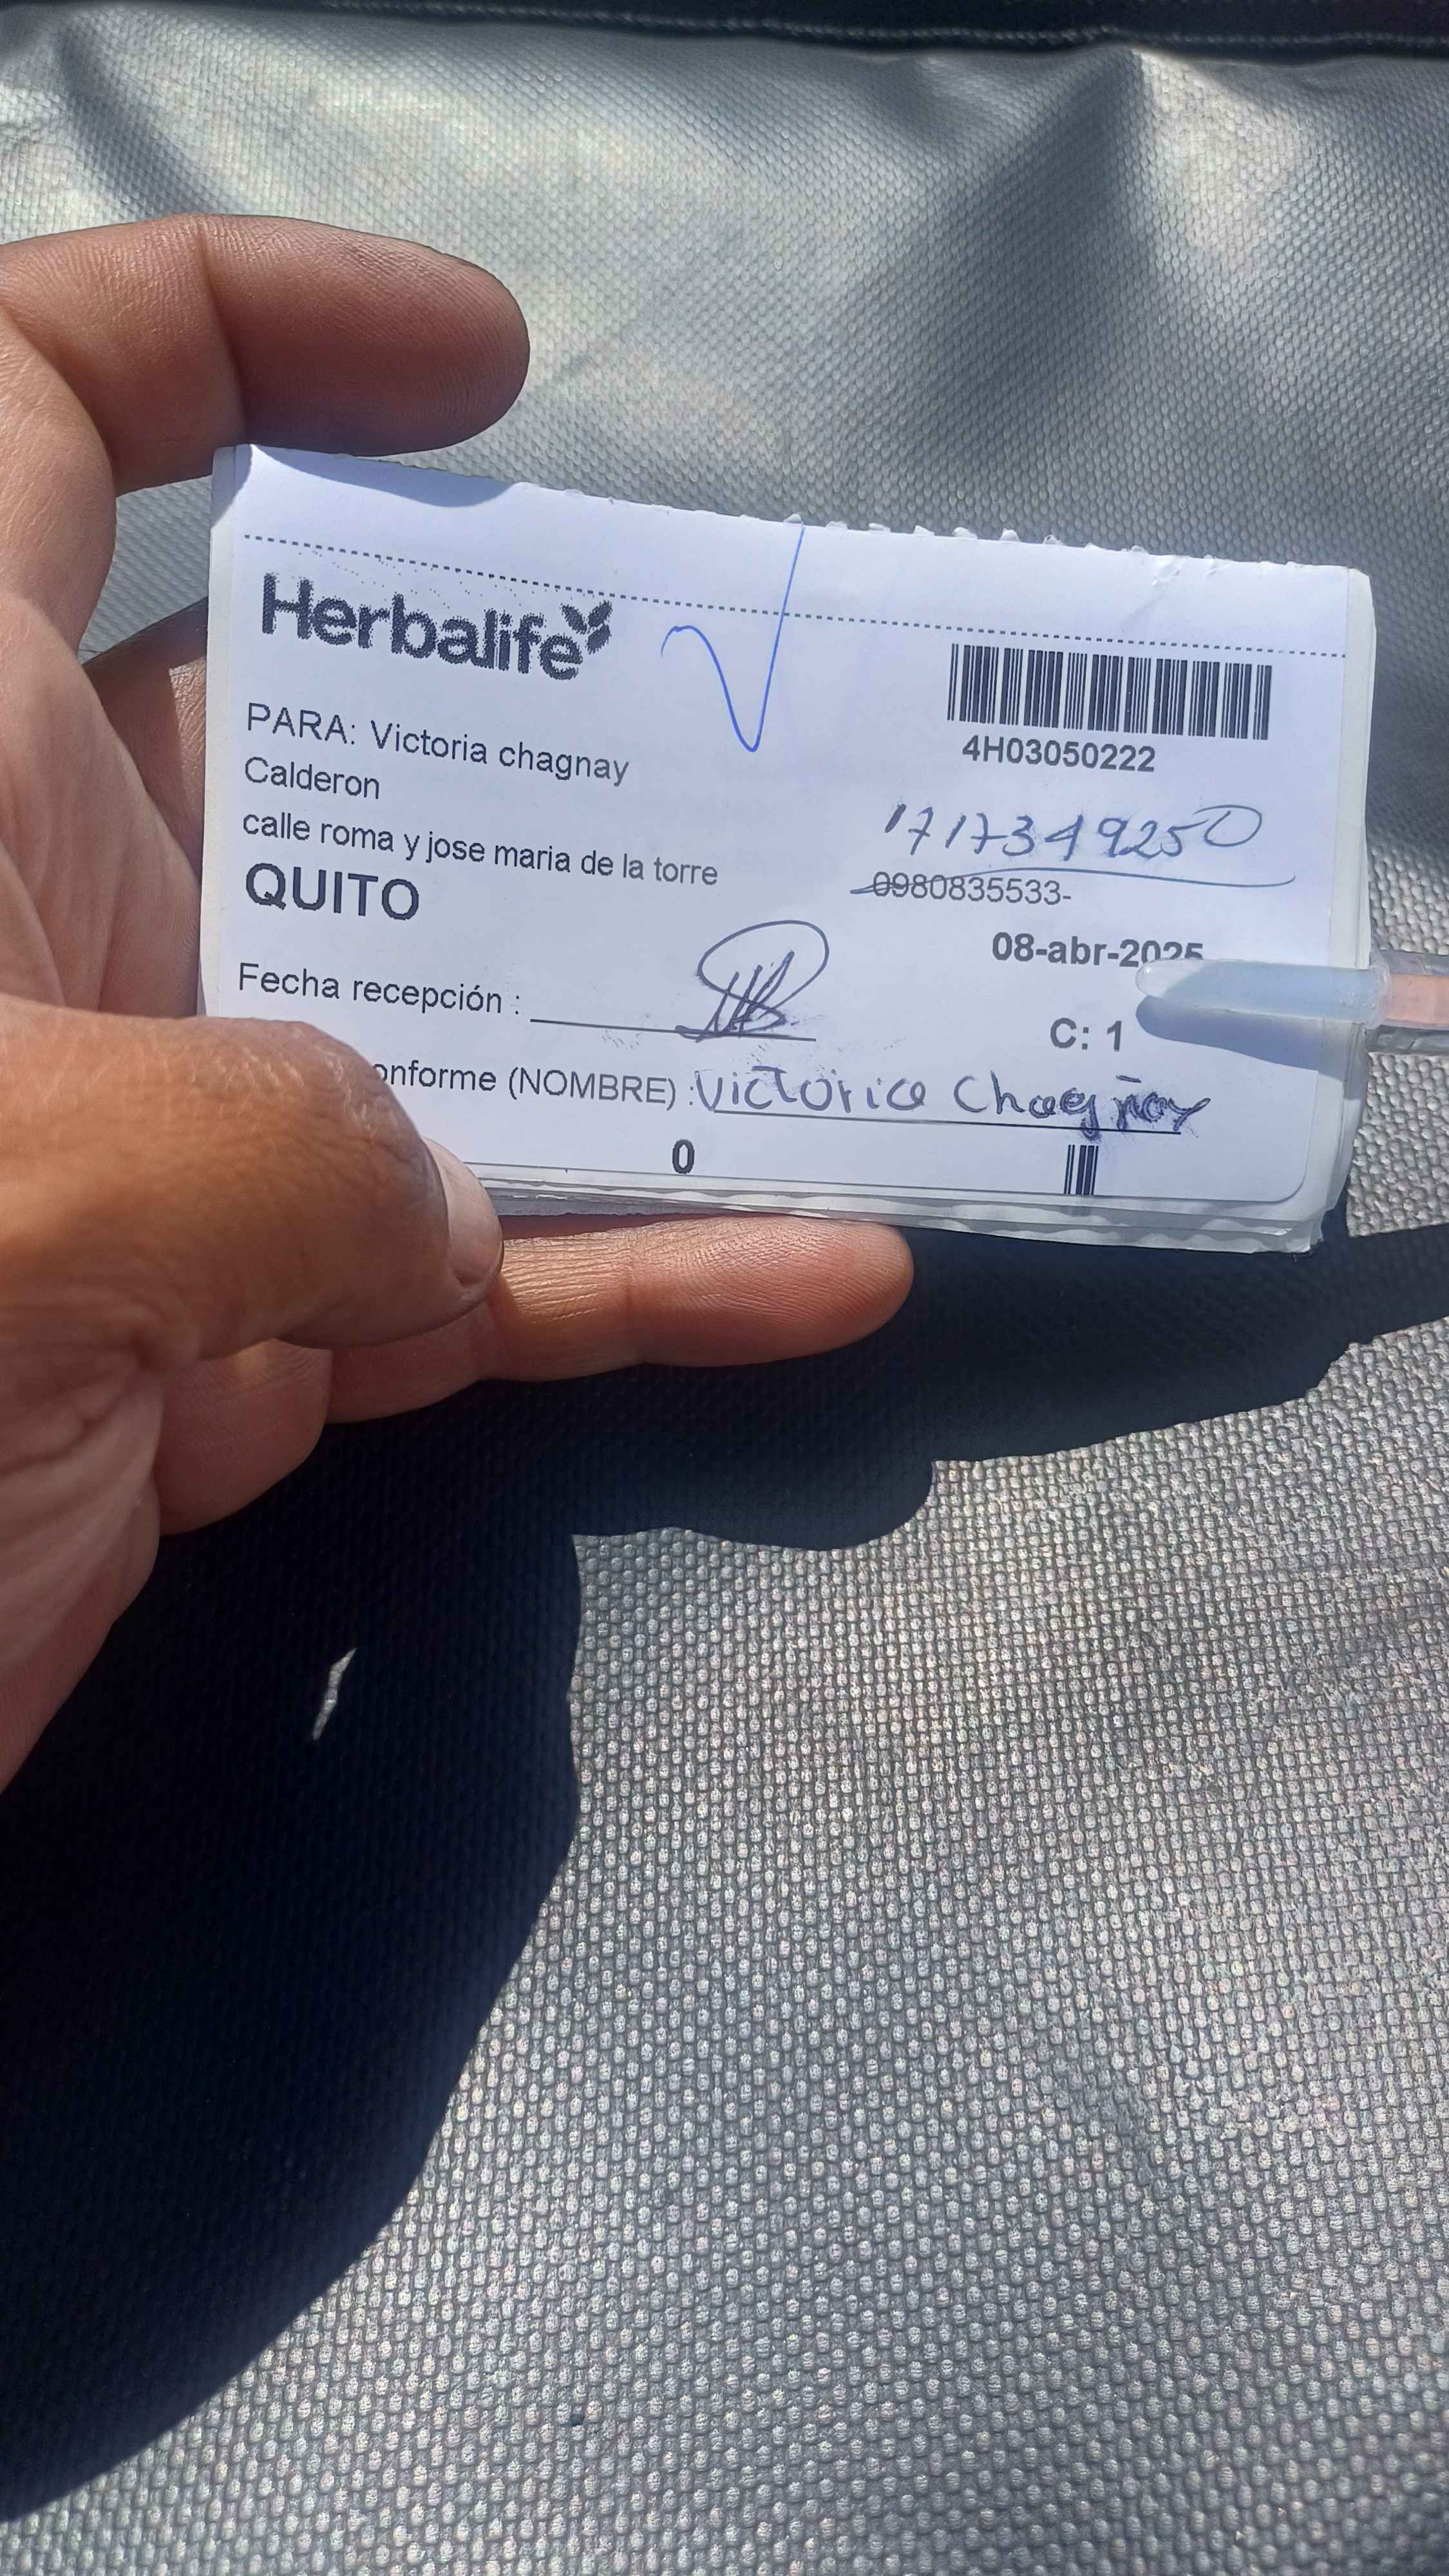 Herbalife
PARA: Victoria chagnay
Calderon
calle roma y jose maria de la torre
QUITO
4H03050222
1717349250
0980835533-
08-abr-2025
Fecha recepción :
C: 1
onforme (NOMBRE) : Victoria Chagñay
0